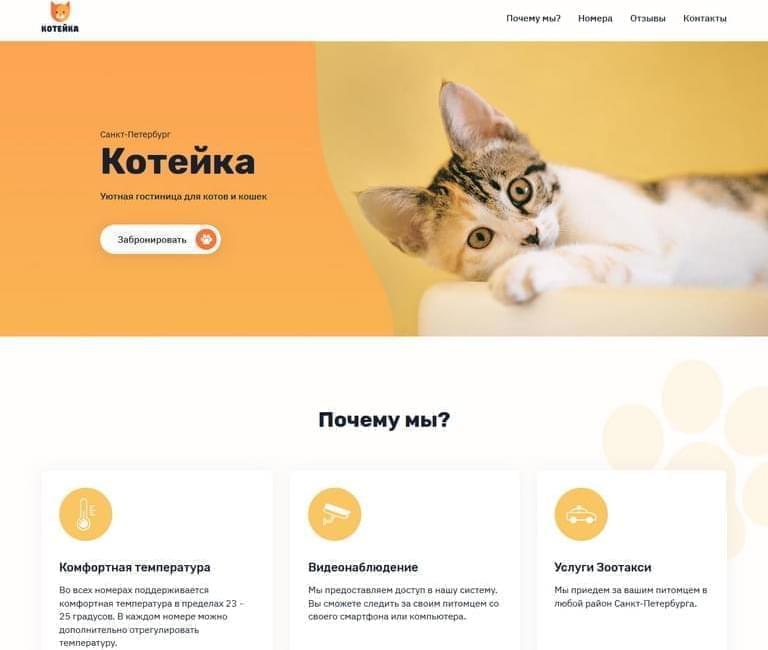 КОТЕЙКА
Почему мы? Номера Отзывы Контакты
Санкт-Петербург
Котейка
Уютная гостиница для котов и кошек
Забронировать
Почему мы?
Комфортная температура
Во всех номерах поддерживается
комфортная температура в пределах 23 -
25 градусов. В каждом номере можно
дополнительно отрегулировать
температуру.
Видеонаблюдение
Мы предоставляем доступ в нашу систему.
Вы сможете следить за своим питомцем со
своего смартфона или компьютера.
Услуги Зоотакси
Мы приедем за вашим питомцем в
любой район Санкт-Петербурга.